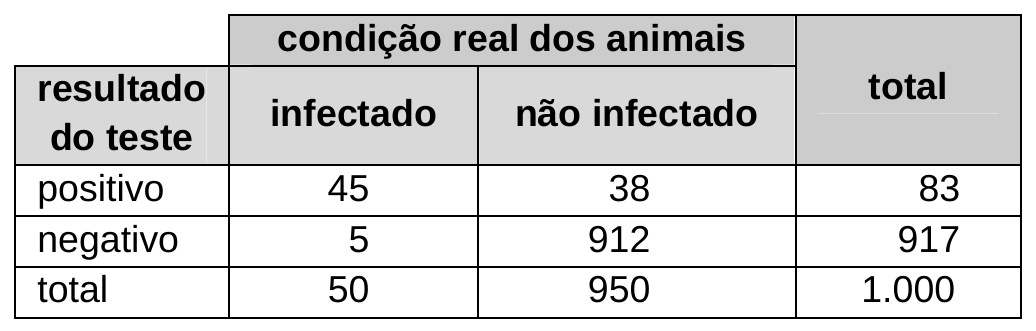 condição real dos animais
total
resultado
do teste
infectado
não infectado
positivo 45 38 83
negativo 5 912 917
total 50 950 1.000